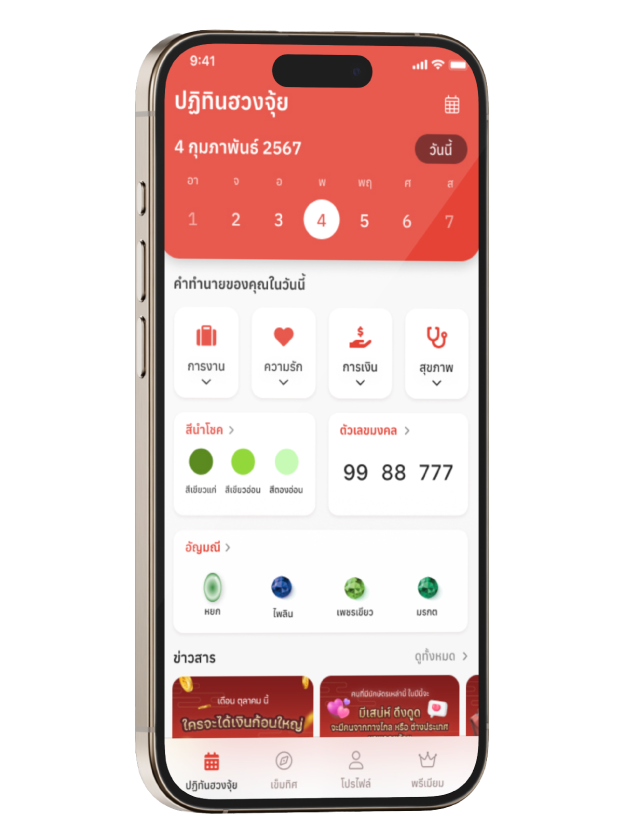 9:41
ปฏิทินฮวงจุ้ย
4 กุมภาพันธ์ 2567
วันนี้
อา จ อ พ พฤ ศ ส
1 2 3 4 5 6 7
คำทำนายของคุณในวันนี้
การงาน ความรัก การเงิน สุขภาพ
สีนำโชค >
ตัวเลขมงคล >
99 88 777
สีเขียวแก่ สีเขียวอ่อน สีตองอ่อน
อัญมณี >
หยก ไพลิน เพชรเขียว มรกต
ข่าวสาร
ดูทั้งหมด >
เดือน ตุลาคม นี้
ใครจะได้เงินก้อนใหญ่
คนที่มีนักษัตรเหล่านี้ ในปีนี้จะ
มีเสน่ห์ ดึงดูด
จะมีคนจากทางไกล หรือ ต่างประเทศ
ปฏิทินฮวงจุ้ย เข็มทิศ โปรไฟล์ พรีเมียม